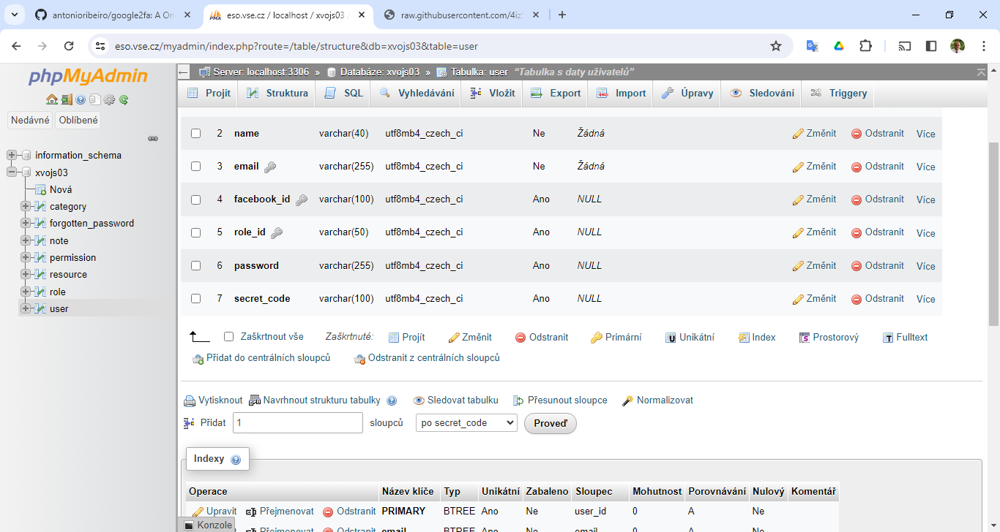 antonioribeiro/google2fa: A On
eso.vse.cz / localhost / xvojs03
raw.githubusercontent.com/4iz
eso.vse.cz/myadmin/index.php?route=/table/structure&db=xvojs03&table=user
phpMyAdmin
Nedávné Oblíbené
information_schema
xvojs03
Nová
category
forgotten_password
note
permission
resource
role
user
Server: localhost:3306 » Databáze: xvojs03 » Tabulka: user "Tabulka s daty uživatelů"
Projít Struktura SQL Vyhledávání Vložit Export Import Úpravy Sledování Triggery
2 name varchar(40) utf8mb4_czech_ci Ne Žádná Změnit Odstranit Více
3 email varchar(255) utf8mb4_czech_ci Ne Žádná Změnit Odstranit Více
4 facebook_id varchar(100) utf8mb4_czech_ci Ano NULL Změnit Odstranit Více
5 role_id varchar(50) utf8mb4_czech_ci Ano NULL Změnit Odstranit Více
6 password varchar(255) utf8mb4_czech_ci Ano NULL Změnit Odstranit Více
7 secret_code varchar(100) utf8mb4_czech_ci Ano NULL Změnit Odstranit Více
Zaškrtnout vše Zaškrtnuté: Projít Změnit Odstranit Primární Unikátní Index Prostorový Fulltext
Přidat do centrálních sloupců Odstranit z centrálních sloupců
Vytisknout Navrhnout strukturu tabulky Sledovat tabulku Přesunout sloupce Normalizovat
Přidat 1 sloupců po secret_code Proveď
Indexy
Operace Název klíče Typ Unikátní Zabaleno Sloupec Mohutnost Porovnávání Nulový Komentář
Upravit Přejmenovat Odstranit PRIMARY BTREE Ano Ne user_id 0 A Ne
Přejmenovat Odstranit email BTREE Ano Ne email 0 A Ne
Konzole